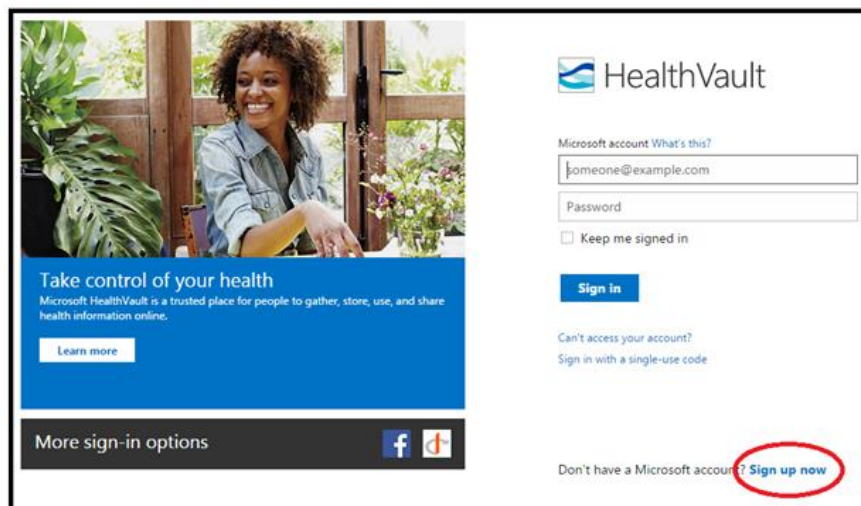 HealthVault
Microsoft account What's this?
someone@example.com
Password
Keep me signed in
Sign in
Can't access your account?
Sign in with a single-use code
Don't have a Microsoft account? Sign up now
Take control of your health
Microsoft HealthVault is a trusted place for people to gather, store, use, and share
health information online.
Learn more
More sign-in options